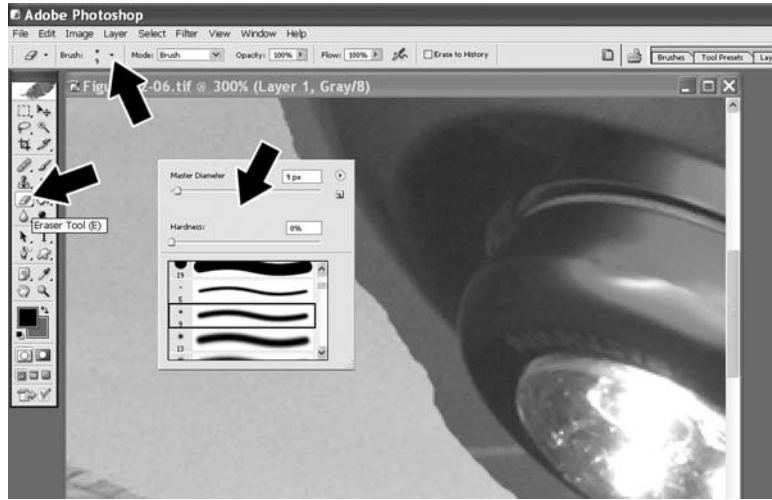 Adobe Photoshop
File Edit Image Layer Select Filter View Window Help
Brush: 9 Mode: Brush Opacity: 100% Flow: 100% Erase to History Brushes Tool Presets Lay
Figu 2-06.tif @ 300% (Layer 1, Gray/8)
Master Diameter 9 px
Eraser Tool (E)
Hardness: 0%
19
5
9
13